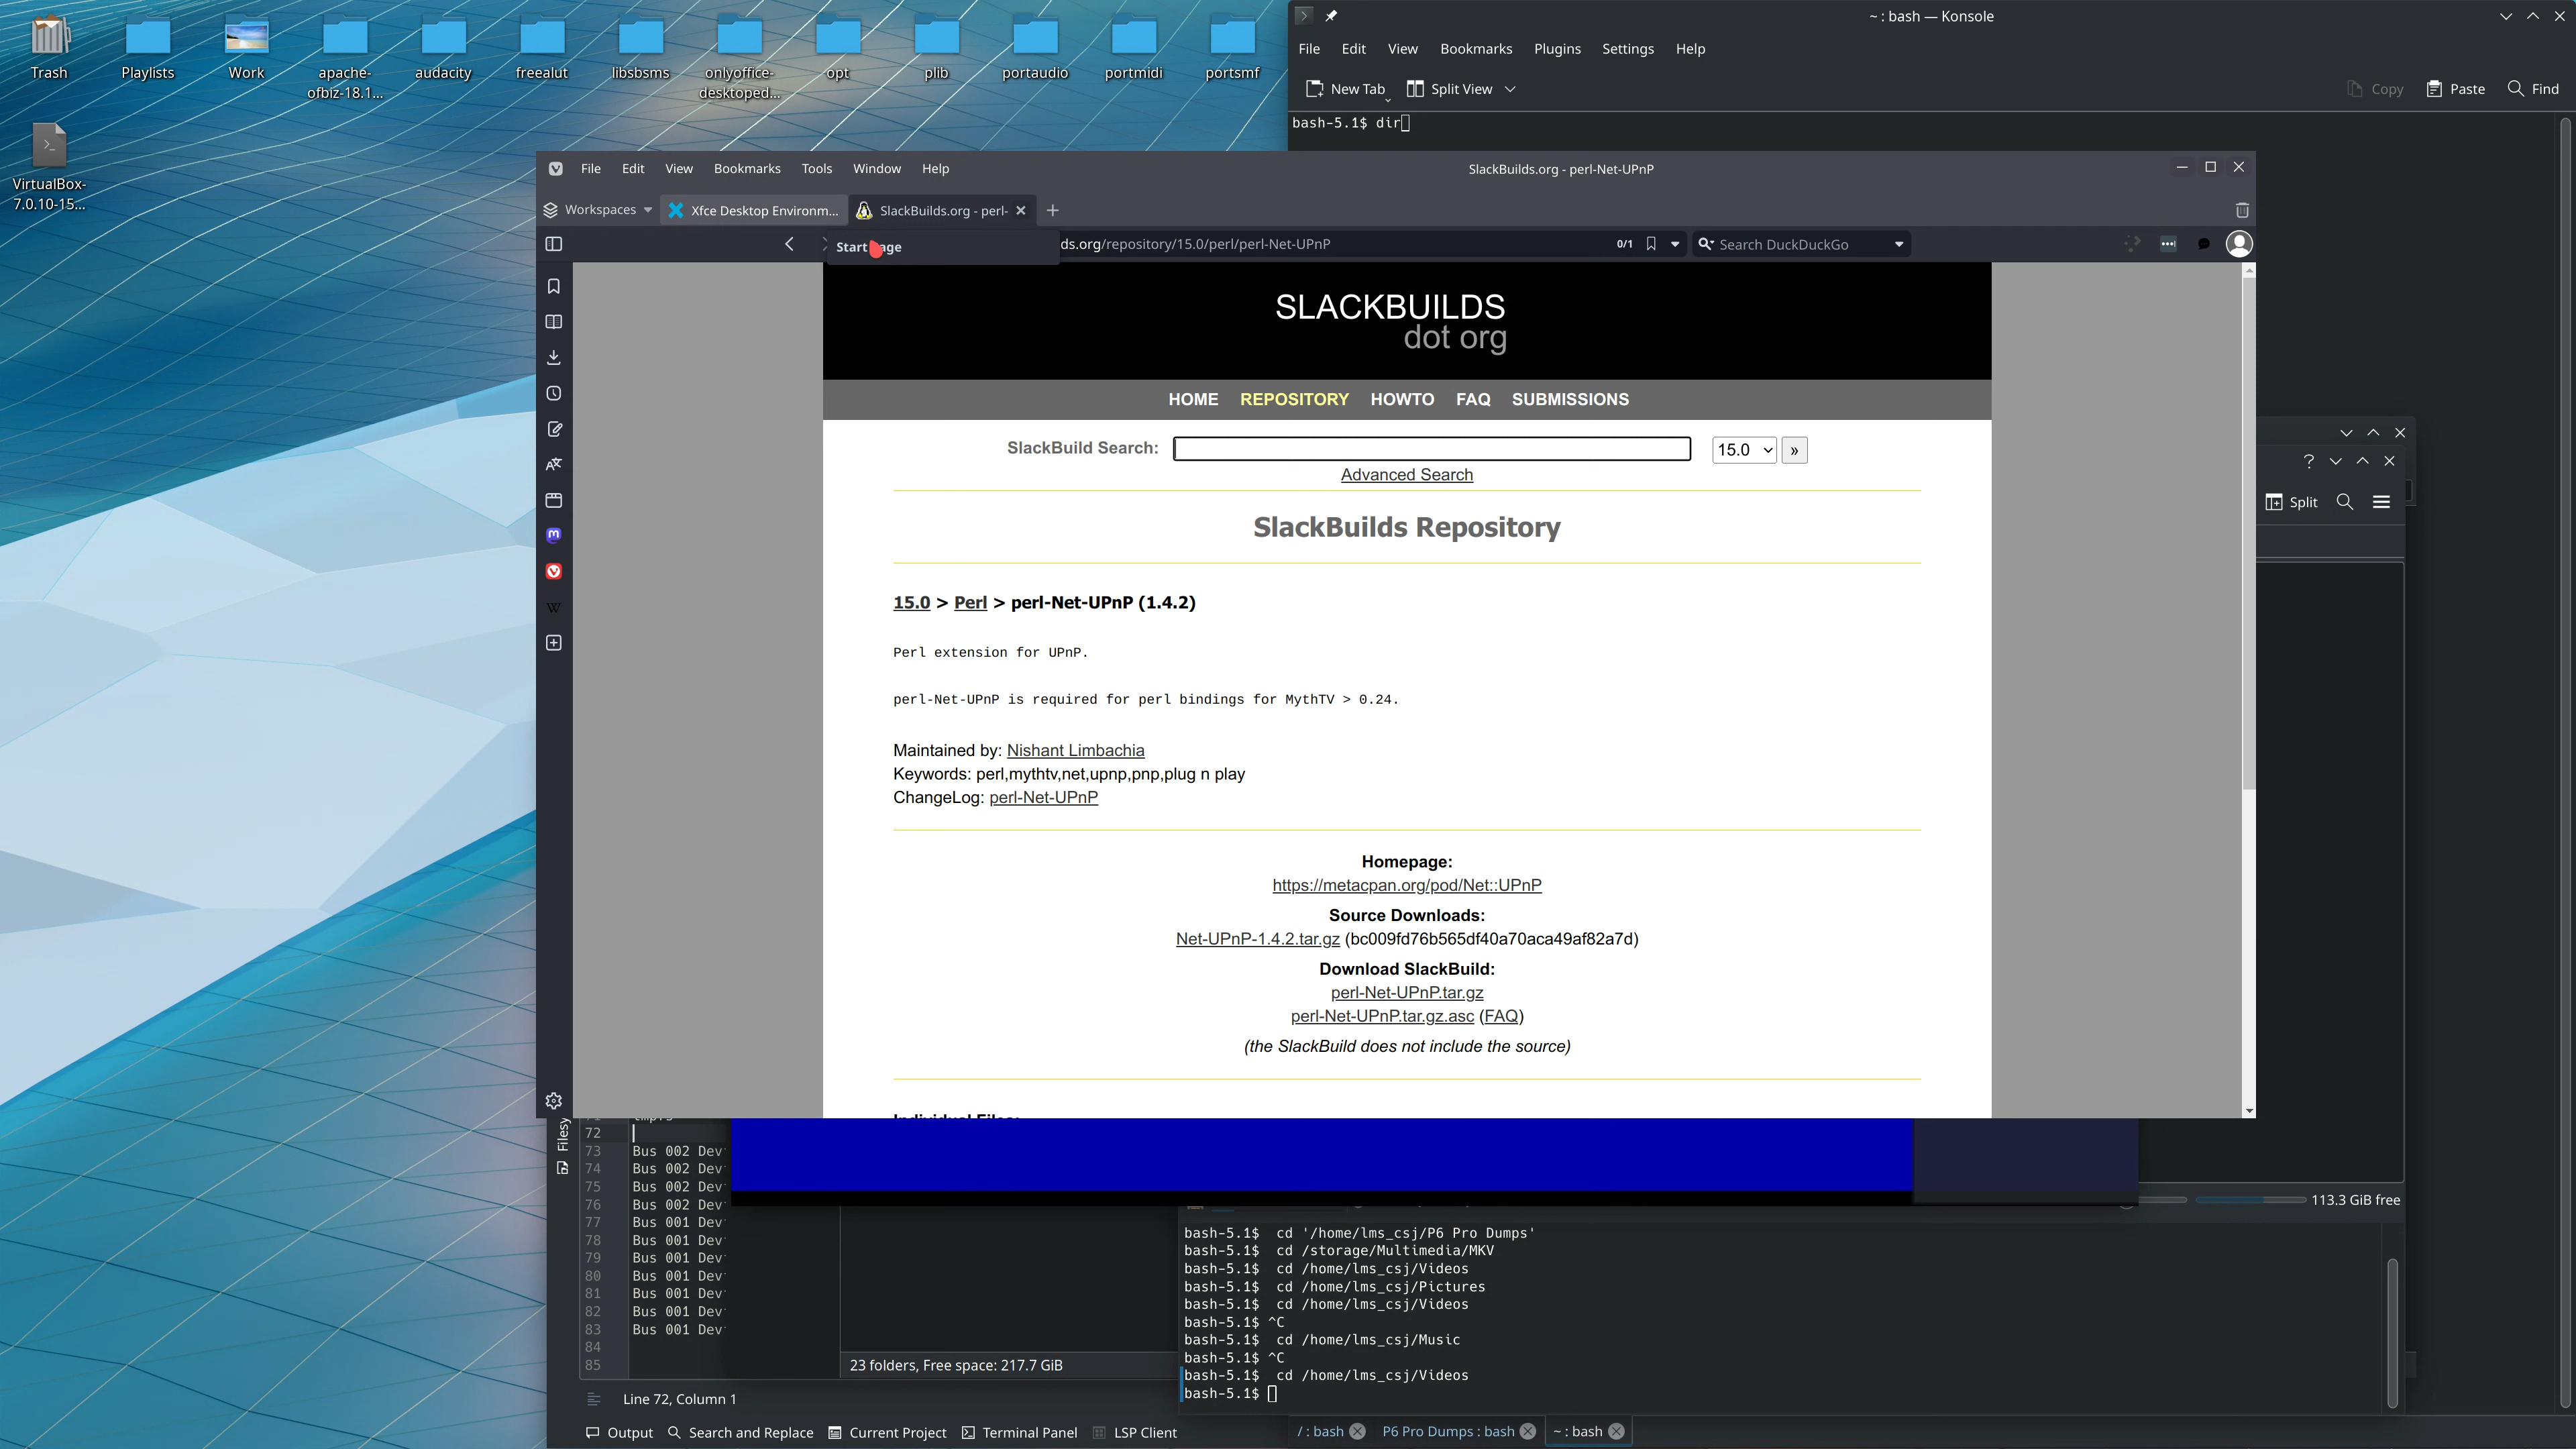 Trash
Playlists
Work
apache-
ofbiz-18.1...
audacity
freealut
libsbsms
onlyoffice-
desktoped...
opt
plib
portaudio
portmidi
portsmf
VirtualBox-
7.0.10-15...
~ : bash — Konsole
File Edit View Bookmarks Plugins Settings Help
New Tab Split View Copy Paste Find
bash-5.1$ dir
File Edit View Bookmarks Tools Window Help
SlackBuilds.org - perl-Net-UPnP
Workspaces
Xfce Desktop Environm...
SlackBuilds.org - perl-
Start
ds.org/repository/15.0/perl/perl-Net-UPnP
0/1
Search DuckDuckGo
SLACKBUILDS
dot org
HOME REPOSITORY HOWTO FAQ SUBMISSIONS
SlackBuild Search: 15.0 »
Advanced Search
SlackBuilds Repository
15.0 > Perl > perl-Net-UPnP (1.4.2)
Perl extension for UPnP.
perl-Net-UPnP is required for perl bindings for MythTV > 0.24.
Maintained by: Nishant Limbachia
Keywords: perl,mythtv,net,upnp,pnp,plug n play
ChangeLog: perl-Net-UPnP
Homepage:
https://metacpan.org/pod/Net::UPnP
Source Downloads:
Net-UPnP-1.4.2.tar.gz (bc009fd76b565df40a70aca49af82a7d)
Download SlackBuild:
perl-Net-UPnP.tar.gz
perl-Net-UPnP.tar.gz.asc (FAQ)
(the SlackBuild does not include the source)
Split
113.3 GiB free
Filesy
72
73 Bus 002 Dev
74 Bus 002 Dev
75 Bus 002 Dev
76 Bus 002 Dev
77 Bus 001 Dev
78 Bus 001 Dev
79 Bus 001 Dev
80 Bus 001 Dev
81 Bus 001 Dev
82 Bus 001 Dev
83 Bus 001 Dev
84
85
23 folders, Free space: 217.7 GiB
bash-5.1$  cd '/home/lms_csj/P6 Pro Dumps'
bash-5.1$  cd /storage/Multimedia/MKV
bash-5.1$  cd /home/lms_csj/Videos
bash-5.1$  cd /home/lms_csj/Pictures
bash-5.1$  cd /home/lms_csj/Videos
bash-5.1$ ^C
bash-5.1$  cd /home/lms_csj/Music
bash-5.1$ ^C
bash-5.1$  cd /home/lms_csj/Videos
bash-5.1$
Line 72, Column 1
Output Search and Replace Current Project Terminal Panel LSP Client
/ : bash P6 Pro Dumps : bash ~ : bash